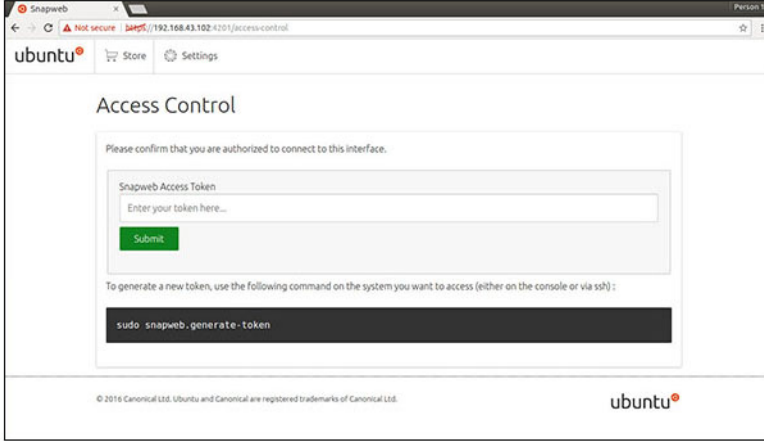 Snapweb
Person 1
Not secure | https://192.168.43.102:4201/access-control
ubuntu Store Settings
Access Control
Please confirm that you are authorized to connect to this interface.
Snapweb Access Token
Enter your token here...
Submit
To generate a new token, use the following command on the system you want to access (either on the console or via ssh) :
sudo snapweb.generate-token
© 2016 Canonical Ltd. Ubuntu and Canonical are registered trademarks of Canonical Ltd.
ubuntu